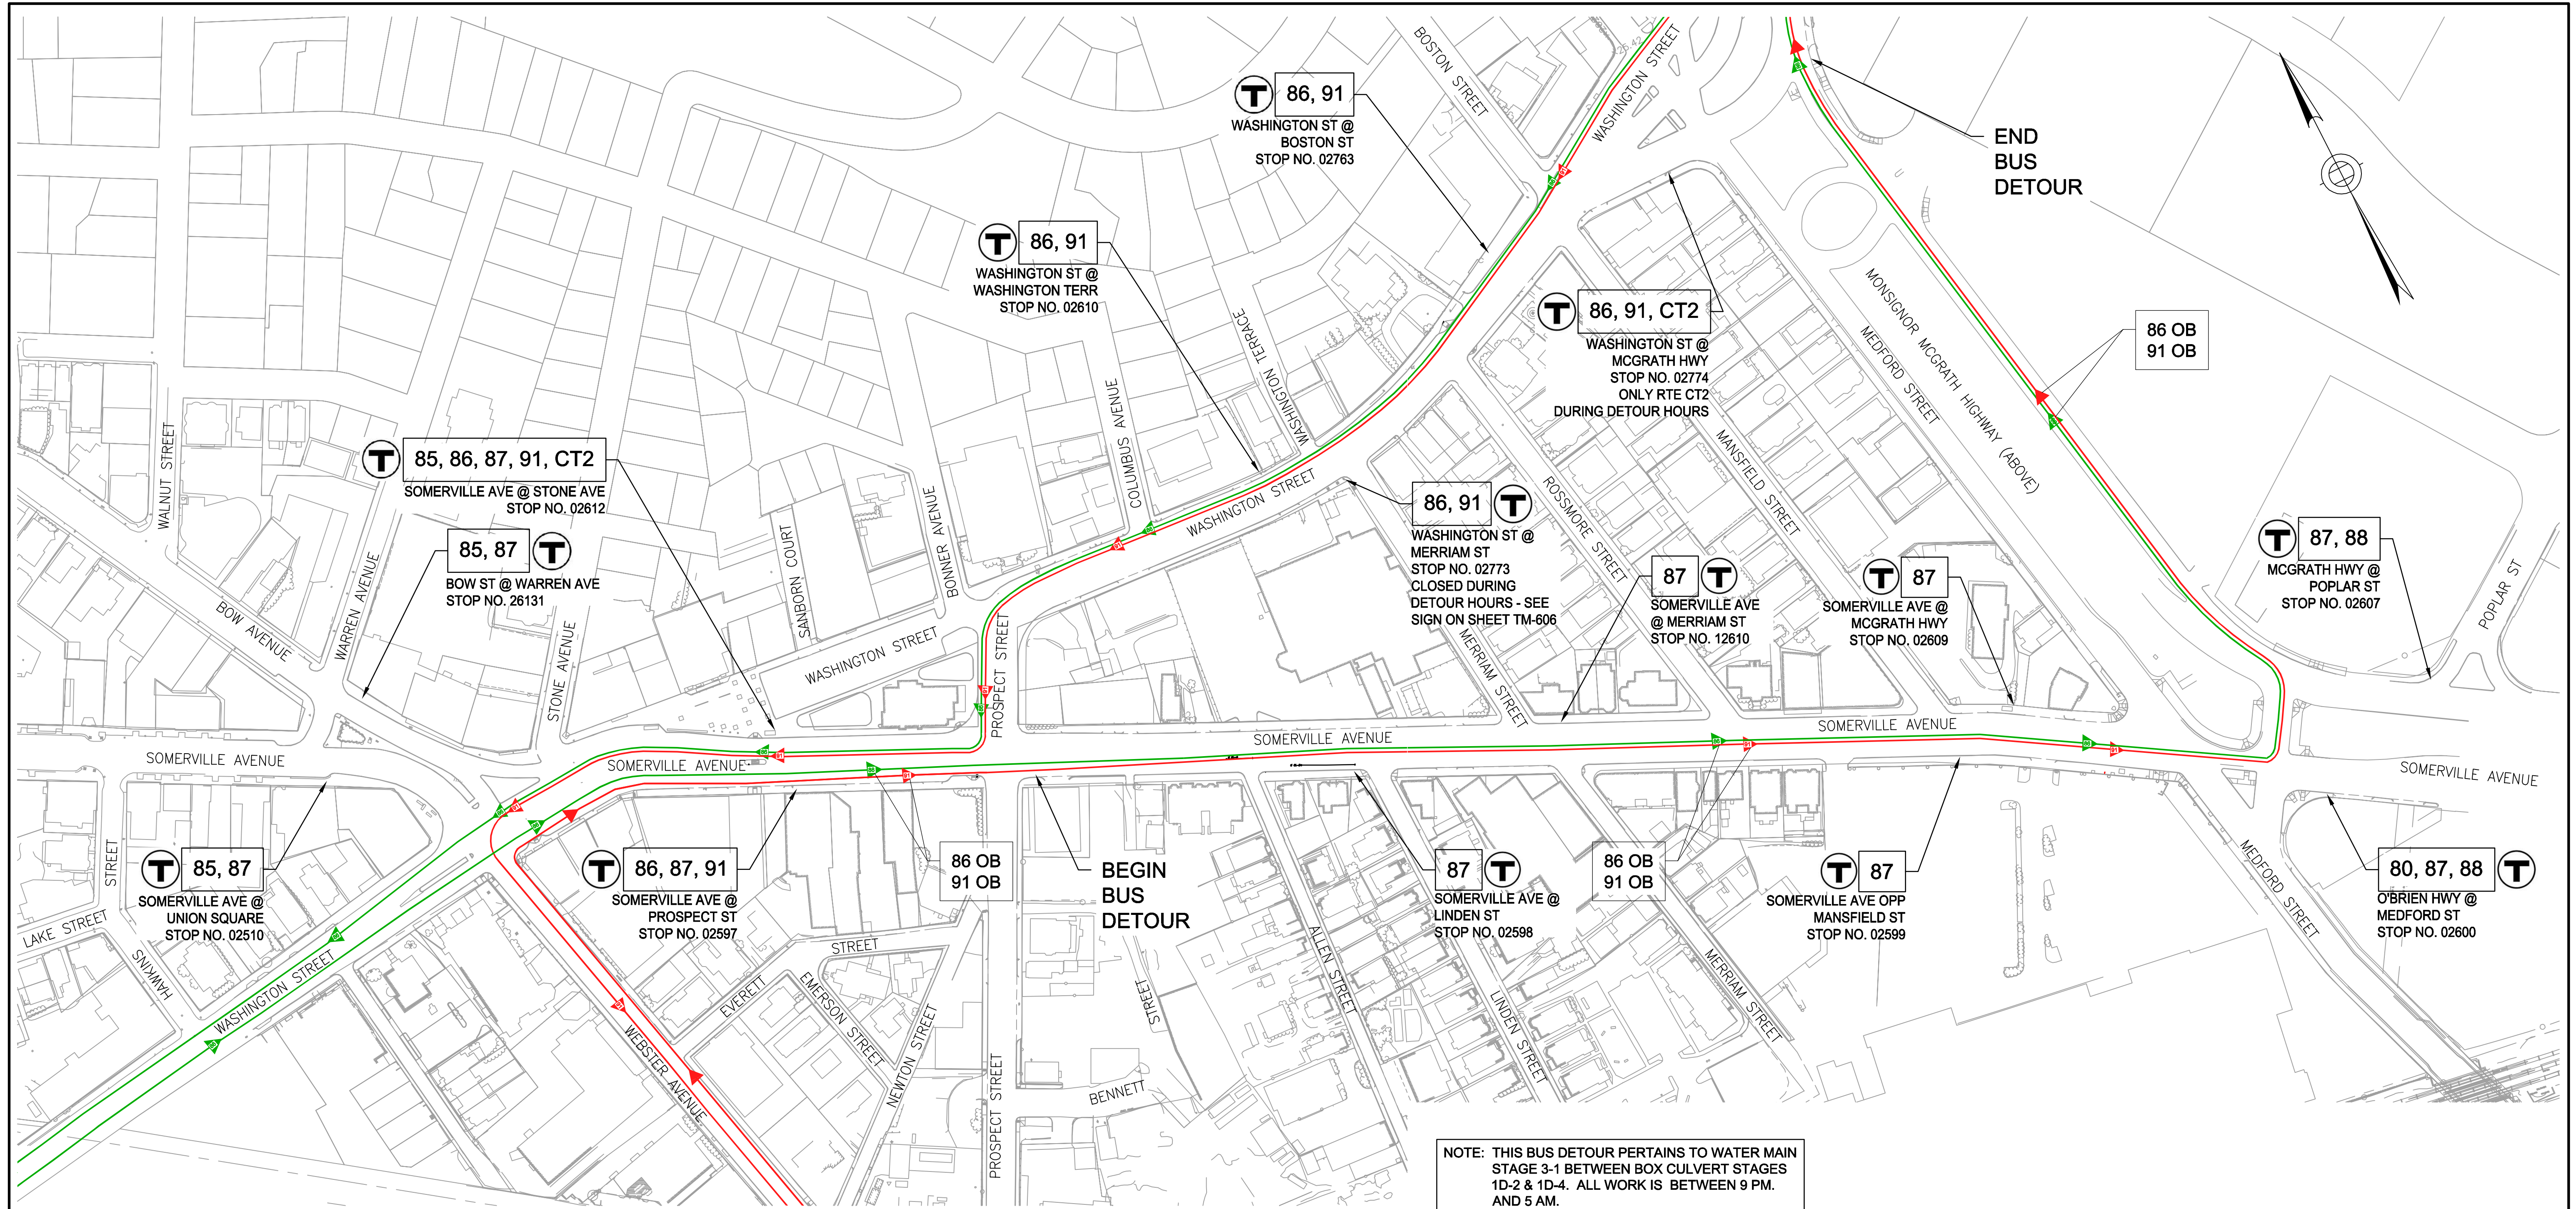 BOSTON STREET
WASHINGTON STREET
T
86, 91
WASHINGTON ST @
BOSTON ST
STOP NO. 02763
END
BUS
DETOUR
T
86, 91
WASHINGTON ST @
WASHINGTON TERR
STOP NO. 02610
T
86, 91, CT2
WASHINGTON ST @
MCGRATH HWY
STOP NO. 02774
ONLY RTE CT2
DURING DETOUR HOURS
MONSIGNOR MCGRATH HIGHWAY (ABOVE)
MEDFORD STREET
86 OB
91 OB
WASHINGTON TERRACE
COLUMBUS AVENUE
MANSFIELD STREET
WALNUT STREET
T
85, 86, 87, 91, CT2
SOMERVILLE AVE @ STONE AVE
STOP NO. 02612
BONNER AVENUE
WASHINGTON STREET
86, 91
T
WASHINGTON ST @
MERRIAM ST
STOP NO. 02773
CLOSED DURING
DETOUR HOURS - SEE
SIGN ON SHEET TM-606
ROSSMORE STREET
85, 87
T
BOW ST @ WARREN AVE
STOP NO. 26131
SANBORN COURT
87
T
SOMERVILLE AVE
@ MERRIAM ST
STOP NO. 12610
T
87
SOMERVILLE AVE @
MCGRATH HWY
STOP NO. 02609
T
87, 88
MCGRATH HWY @
POPLAR ST
STOP NO. 02607
POPLAR ST
BOW AVENUE
WARREN AVENUE
STONE AVENUE
WASHINGTON STREET
PROSPECT STREET
MERRIAM STREET
SOMERVILLE AVENUE
SOMERVILLE AVENUE
SOMERVILLE AVENUE
SOMERVILLE AVENUE
SOMERVILLE AVENUE
86
91
86
91
86
91
86
91
STREET
T
85, 87
SOMERVILLE AVE @
UNION SQUARE
STOP NO. 02510
T
86, 87, 91
SOMERVILLE AVE @
PROSPECT ST
STOP NO. 02597
86 OB
91 OB
BEGIN
BUS
DETOUR
87
T
SOMERVILLE AVE @
LINDEN ST
STOP NO. 02598
86 OB
91 OB
T
87
SOMERVILLE AVE OPP
MANSFIELD ST
STOP NO. 02599
MEDFORD STREET
80, 87, 88
T
O'BRIEN HWY @
MEDFORD ST
STOP NO. 02600
LAKE STREET
HAWKINS
WASHINGTON STREET
WEBSTER AVENUE
EVERETT
STREET
EMERSON STREET
NEWTON STREET
PROSPECT STREET
STREET
BENNETT
ALLEN STREET
LINDEN STREET
MERRIAM STREET
NOTE: THIS BUS DETOUR PERTAINS TO WATER MAIN
STAGE 3-1 BETWEEN BOX CULVERT STAGES
1D-2 & 1D-4. ALL WORK IS BETWEEN 9 PM.
AND 5 AM.